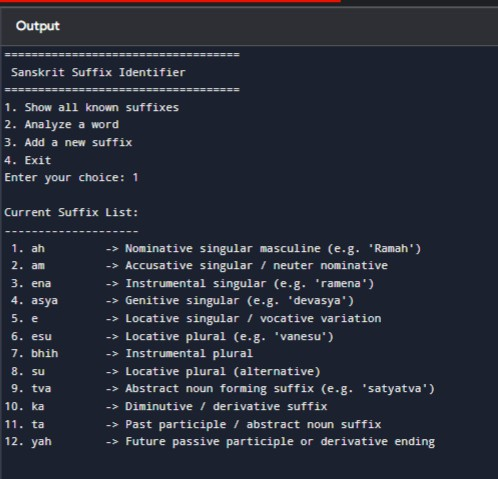 Output
===================================
Sanskrit Suffix Identifier
===================================
1. Show all known suffixes
2. Analyze a word
3. Add a new suffix
4. Exit
Enter your choice: 1
Current Suffix List:
--------------------
1. ah -> Nominative singular masculine (e.g. 'Ramah')
2. am -> Accusative singular / neuter nominative
3. ena -> Instrumental singular (e.g. 'ramena')
4. asya -> Genitive singular (e.g. 'devasya')
5. e -> Locative singular / vocative variation
6. esu -> Locative plural (e.g. 'vanesu')
7. bhih -> Instrumental plural
8. su -> Locative plural (alternative)
9. tva -> Abstract noun forming suffix (e.g. 'satyatva')
10. ka -> Diminutive / derivative suffix
11. ta -> Past participle / abstract noun suffix
12. yah -> Future passive participle or derivative ending